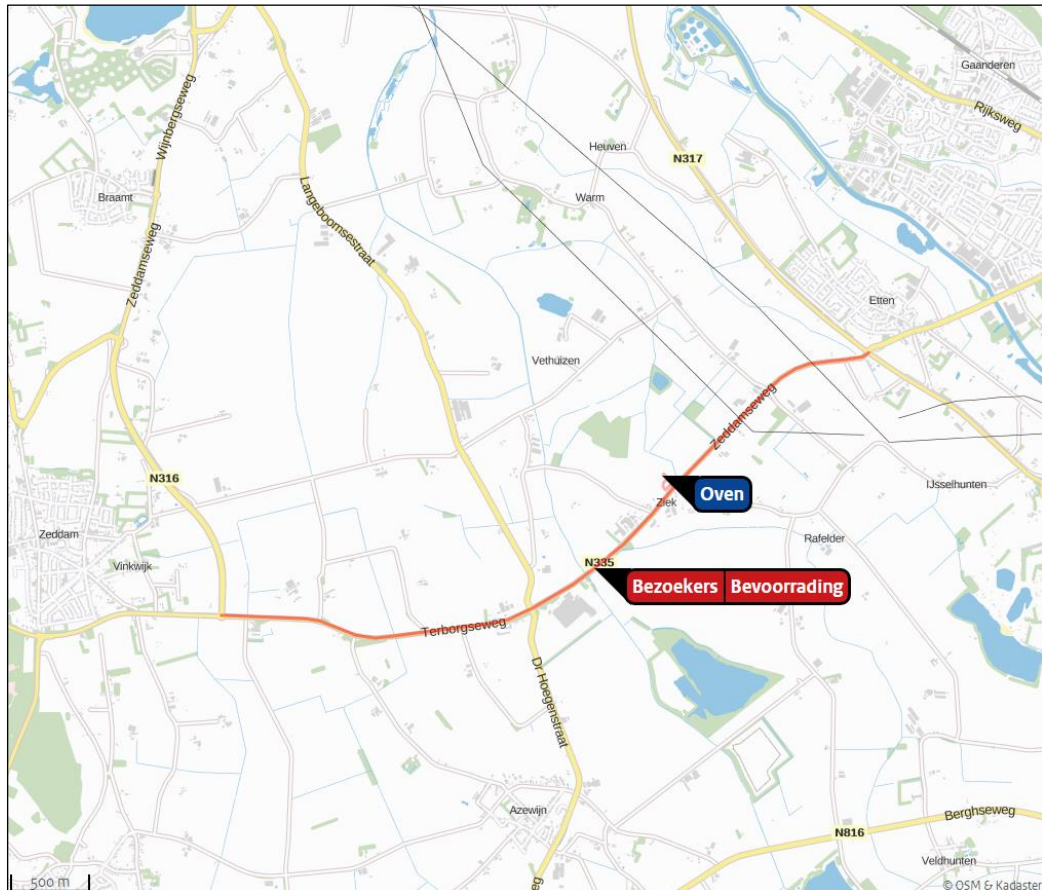 Gaanderen
Rijksweg
Wijnbergseweg
Heuven
N317
Braamt
Warm
Langeboomsestraat
Zeddamseweg
Etten
Vethuizen
Zeddamseweg
N316
Oven
Ziek
IJsselhunten
Zeddam
Rafelder
Vinkwijk
N335
Bezoekers Bevoorrading
Terborgseweg
Dr Hoegenstraat
Azewijn
Berghseweg
N816
Veldhunten
500 m
© OSM & Kadaster